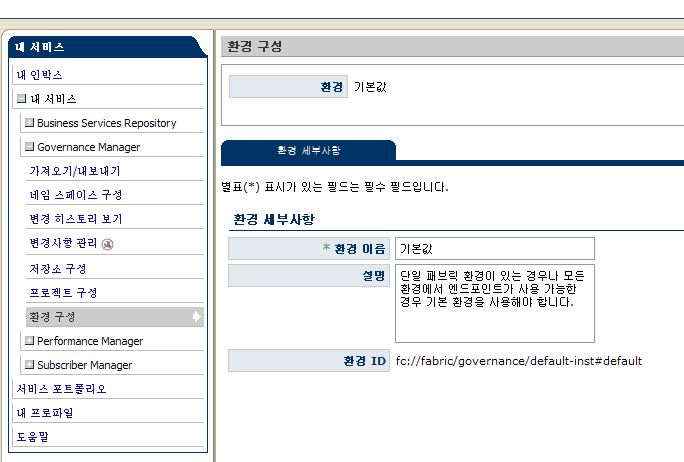 내 서비스
내 인박스
내 서비스
Business Services Repository
Governance Manager
가져오기/내보내기
네임 스페이스 구성
변경 히스토리 보기
변경사항 관리
저장소 구성
프로젝트 구성
환경 구성
Performance Manager
Subscriber Manager
서비스 포트폴리오
내 프로파일
도움말
환경 구성
환경 기본값
환경 세부사항
별표(*) 표시가 있는 필드는 필수 필드입니다.
환경 세부사항
* 환경 이름 기본값
설명 단일 패브릭 환경이 있는 경우나 모든
환경에서 엔드포인트가 사용 가능한
경우 기본 환경을 사용해야 합니다.
환경 ID fc://fabric/governance/default-inst#default